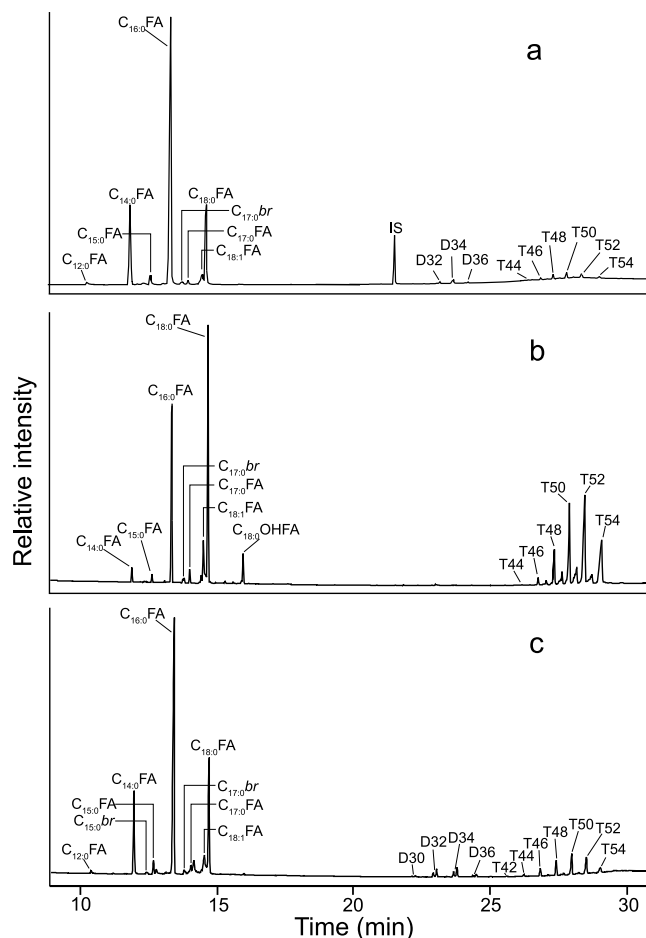 a
C16:0FA
C14:0FA
C18:0FA
C17:0br
C15:0FA
C17:0FA
C18:1FA
C12:0FA
IS
D32
D34
D36
T44
T46
T48
T50
T52
T54
b
C18:0FA
C16:0FA
C17:0br
C17:0FA
C15:0FA
C18:1FA
C14:0FA
C18:0OHFA
T44
T46
T48
T50
T52
T54
c
C16:0FA
C18:0FA
C14:0FA
C17:0br
C15:0FA
C17:0FA
C15:0br
C18:1FA
C12:0FA
D30
D32
D34
D36
T42
T44
T46
T48
T50
T52
T54
Relative intensity
10
15
20
25
30
Time (min)